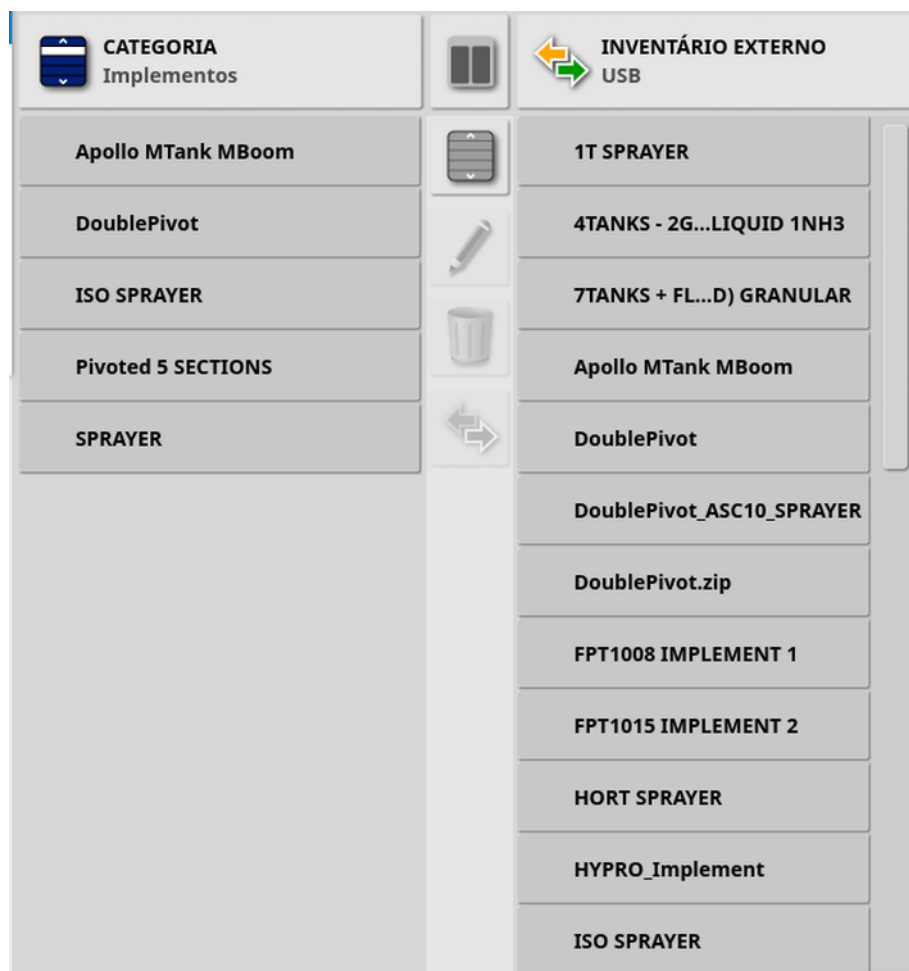 CATEGORIA
Implementos
Apollo MTank MBoom
DoublePivot
ISO SPRAYER
Pivoted 5 SECTIONS
SPRAYER
INVENTÁRIO EXTERNO
USB
1T SPRAYER
4TANKS - 2G...LIQUID 1NH3
7TANKS + FL...D) GRANULAR
Apollo MTank MBoom
DoublePivot
DoublePivot_ASC10_SPRAYER
DoublePivot.zip
FPT1008 IMPLEMENT 1
FPT1015 IMPLEMENT 2
HORT SPRAYER
HYPRO_Implement
ISO SPRAYER